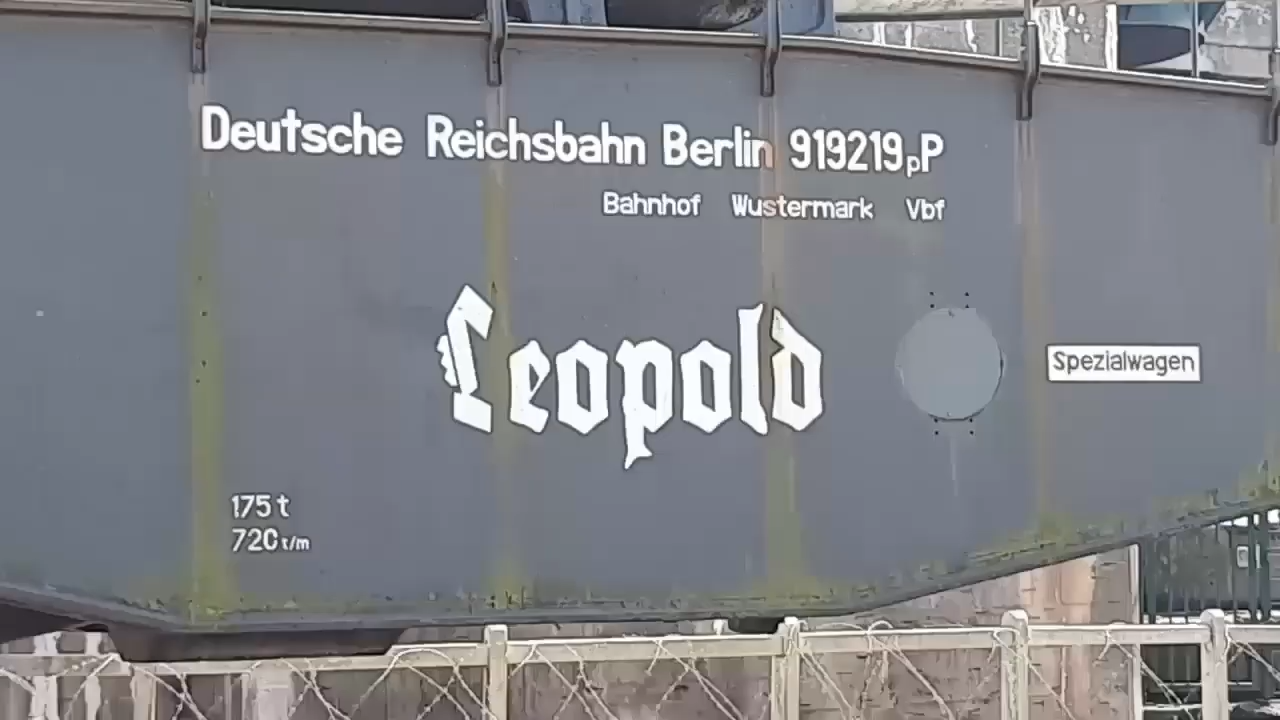 Deutsche Reichsbahn Berlin 919219pP
Bahnhof Wustermark Vbf
Leopold
Spezialwagen
175 t
720 t/m